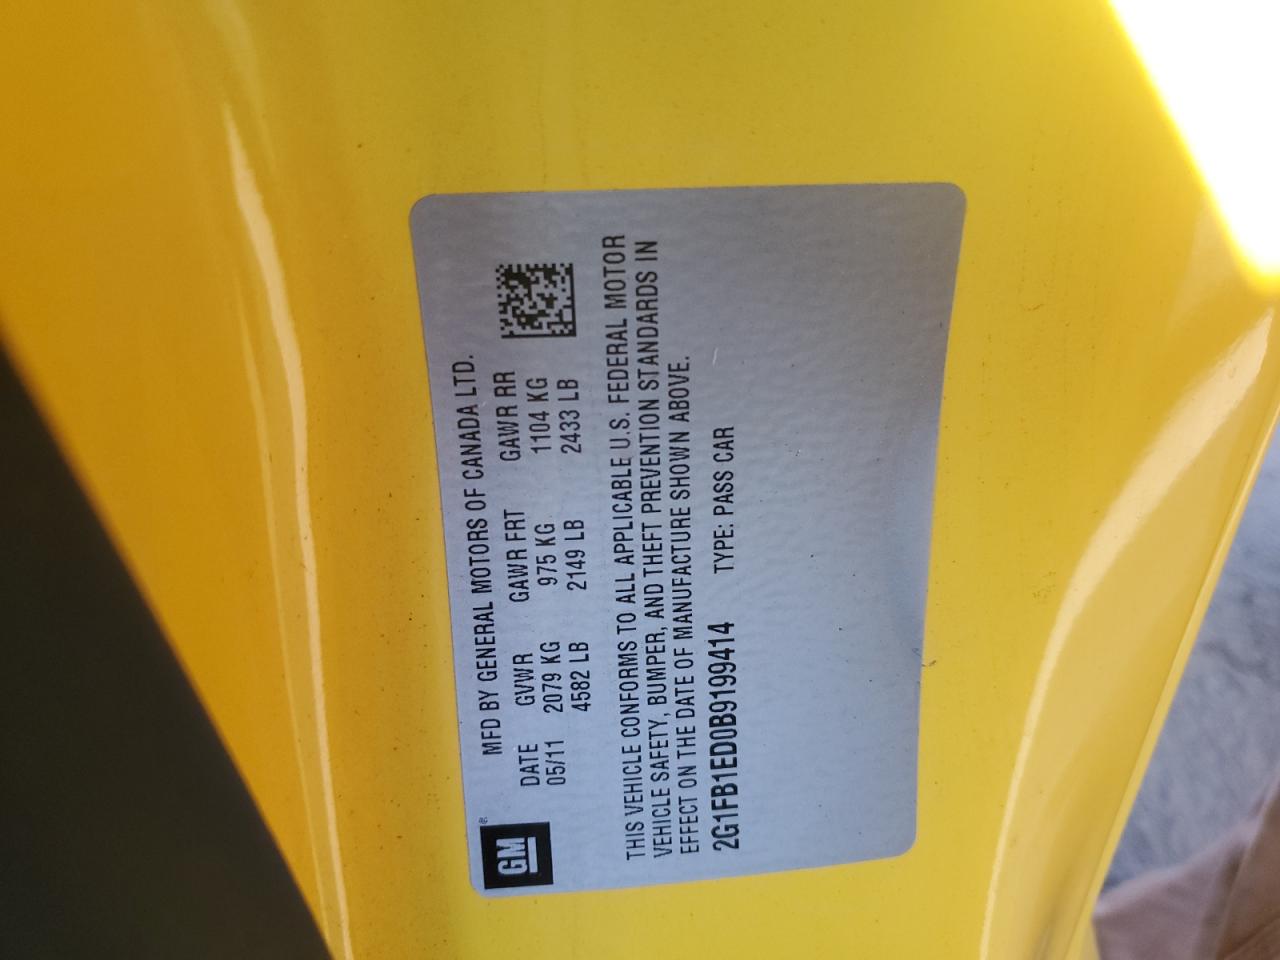 GM ®
MFD BY GENERAL MOTORS OF CANADA LTD.
DATE GVWR GAWR FRT GAWR RR
05/11 2079 KG 975 KG 1104 KG
4582 LB 2149 LB 2433 LB
THIS VEHICLE CONFORMS TO ALL APPLICABLE U.S. FEDERAL MOTOR
VEHICLE SAFETY, BUMPER, AND THEFT PREVENTION STANDARDS IN
EFFECT ON THE DATE OF MANUFACTURE SHOWN ABOVE.
2G1FB1ED0B9199414 TYPE: PASS CAR